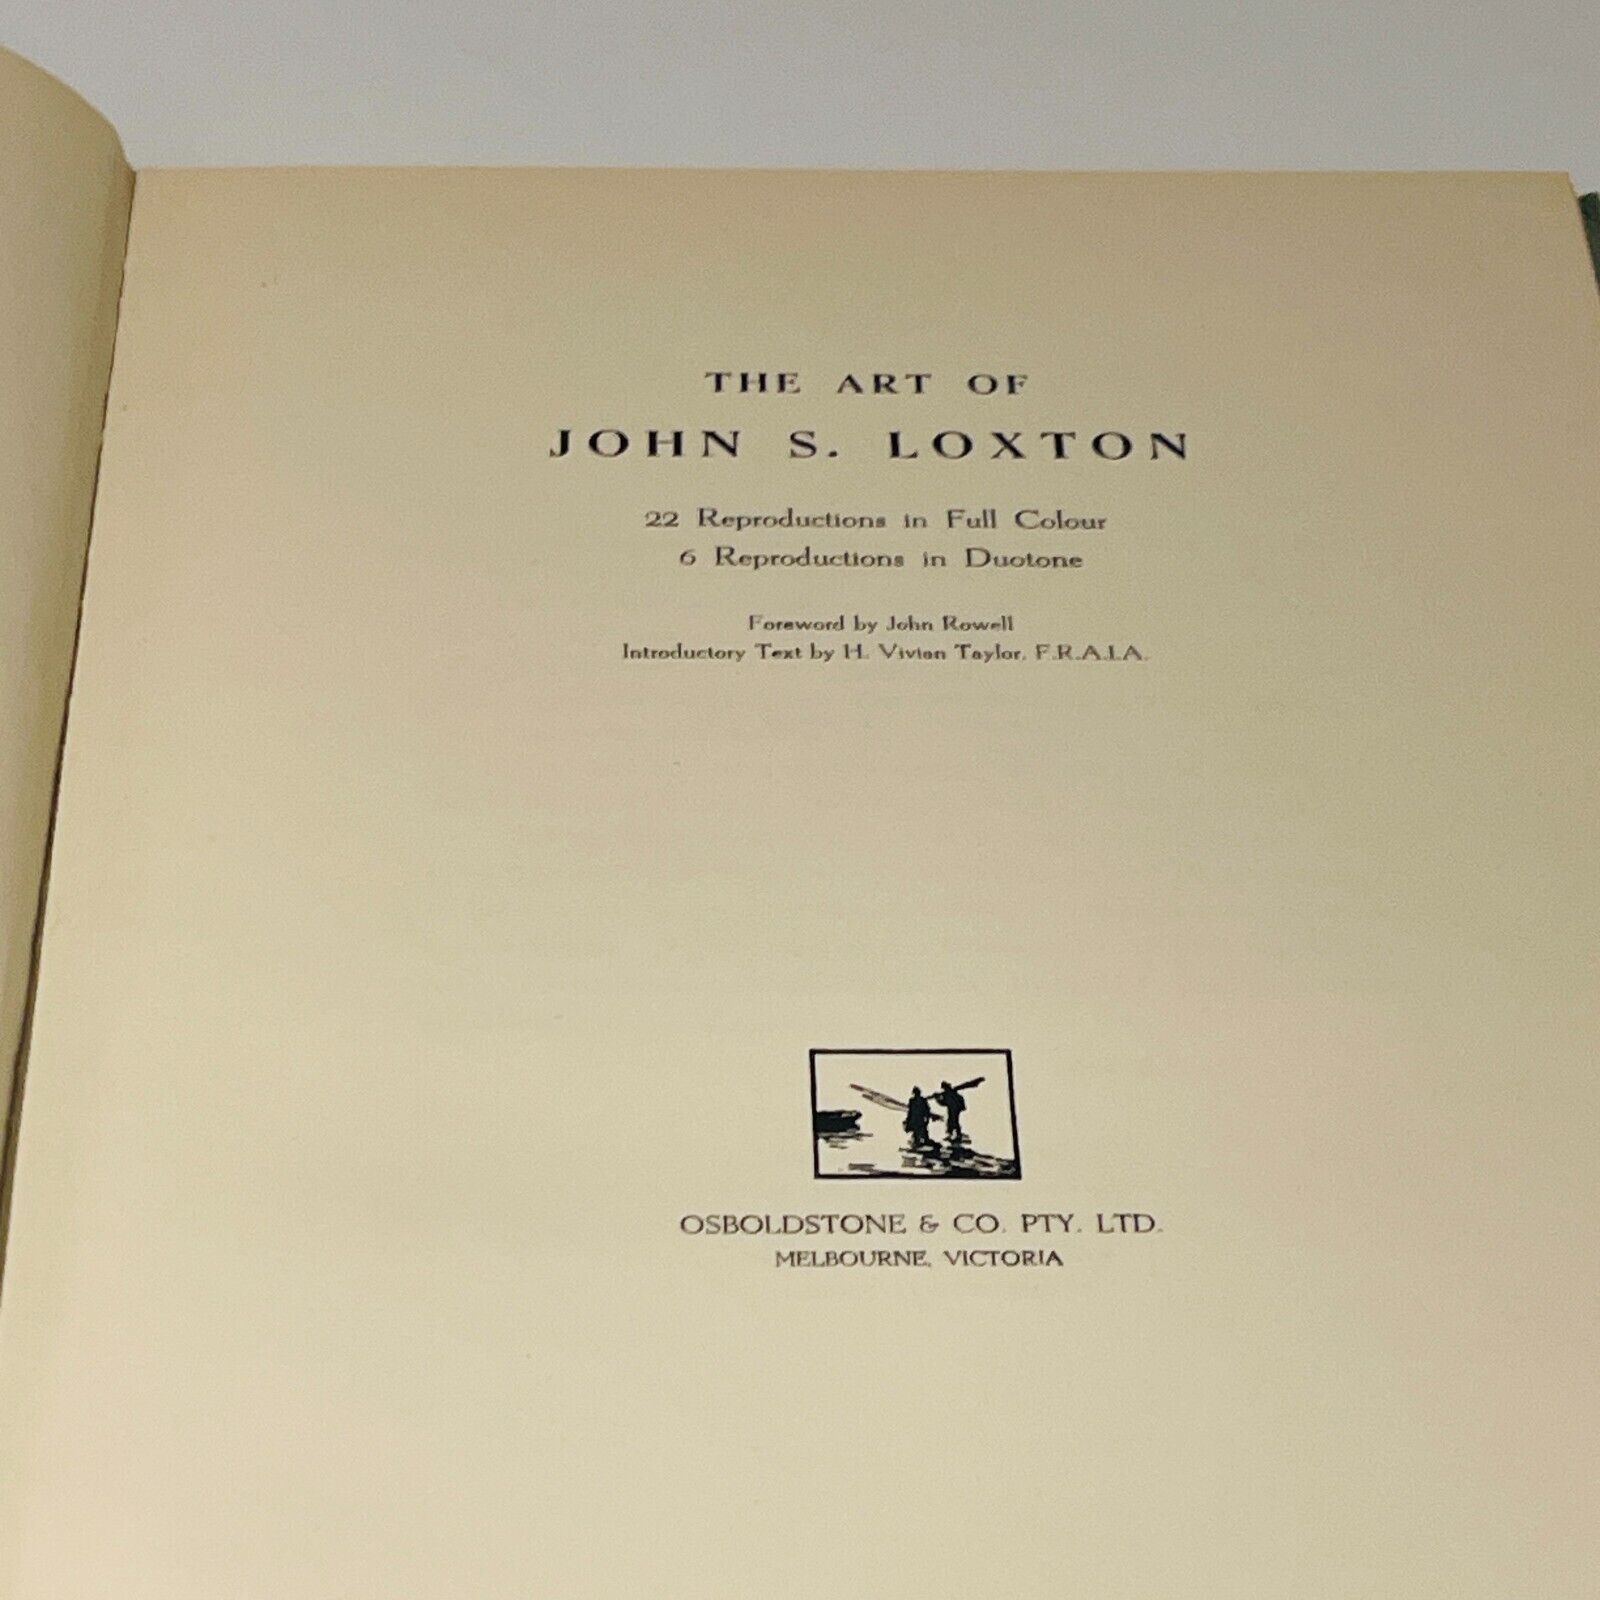 THE ART OF
JOHN S. LOXTON
22 Reproductions in Full Colour
6 Reproductions in Duotone
Foreword by John Rowell
Introductory Text by H. Vivian Taylor, F.R.A.I.A.
OSBOLDSTONE & CO. PTY. LTD.
MELBOURNE, VICTORIA